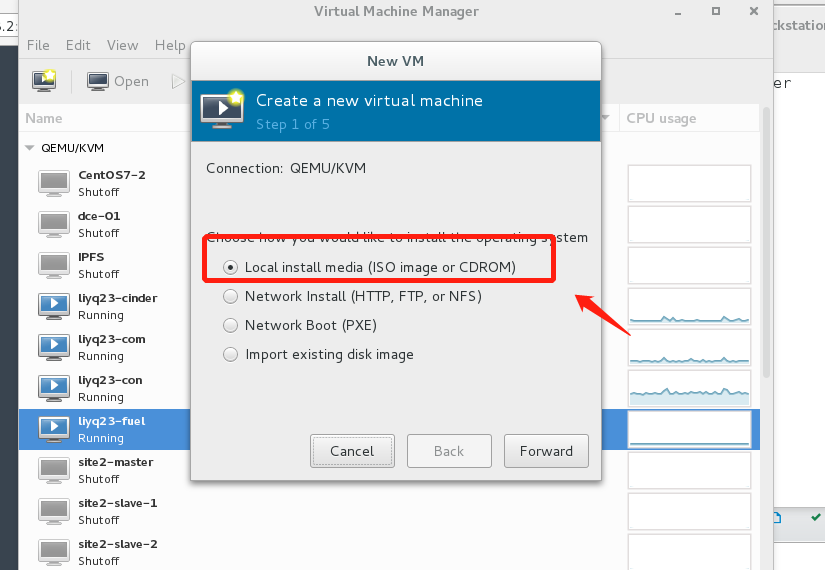 Virtual Machine Manager
File Edit View Help
Open
Name
CPU usage
QEMU/KVM
CentOS7-2
Shutoff
dce-01
Shutoff
IPFS
Shutoff
liyq23-cinder
Running
liyq23-com
Running
liyq23-con
Running
liyq23-fuel
Running
site2-master
Shutoff
site2-slave-1
Shutoff
site2-slave-2
Shutoff
New VM
Create a new virtual machine
Step 1 of 5
Connection: QEMU/KVM
Choose how you would like to install the operating system
Local install media (ISO image or CDROM)
Network Install (HTTP, FTP, or NFS)
Network Boot (PXE)
Import existing disk image
Cancel Back Forward